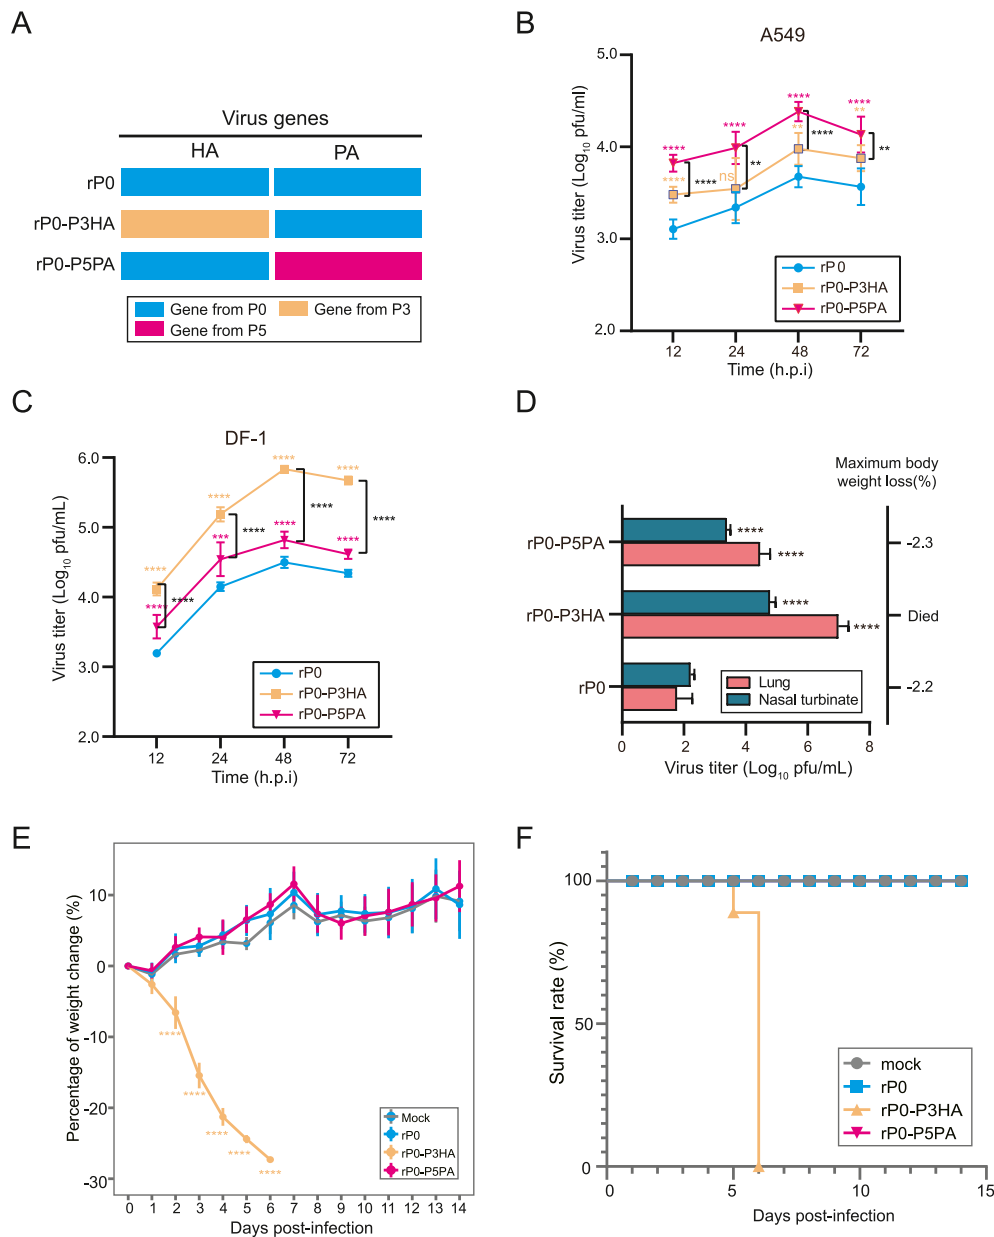 A
Virus genes
HA PA
rP0
rP0-P3HA
rP0-P5PA
Gene from P0 Gene from P3
Gene from P5
B
A549
Virus titer (Log10 pfu/ml)
5.0
4.0
3.0
2.0
**** **** **** ****
**** ns ** **
**** ** **** **
rP0
rP0-P3HA
rP0-P5PA
12 24 48 72
Time (h.p.i)
C
DF-1
Virus titer (Log10 pfu/mL)
6.0
5.0
4.0
3.0
2.0
**** **** **** ****
**** *** **** ****
**** **** **** ****
rP0
rP0-P3HA
rP0-P5PA
12 24 48 72
Time (h.p.i)
D
Maximum body
weight loss(%)
rP0-P5PA **** **** -2.3
rP0-P3HA **** **** Died
rP0 -2.2
Lung
Nasal turbinate
0 2 4 6 8
Virus titer (Log10 pfu/mL)
E
Percentage of weight change (%)
10
0
-10
-20
-30
****
****
****
****
****
Mock
rP0
rP0-P3HA
rP0-P5PA
0 1 2 3 4 5 6 7 8 9 10 11 12 13 14
Days post-infection
F
Survival rate (%)
100
50
0
mock
rP0
rP0-P3HA
rP0-P5PA
0 5 10 15
Days post-infection